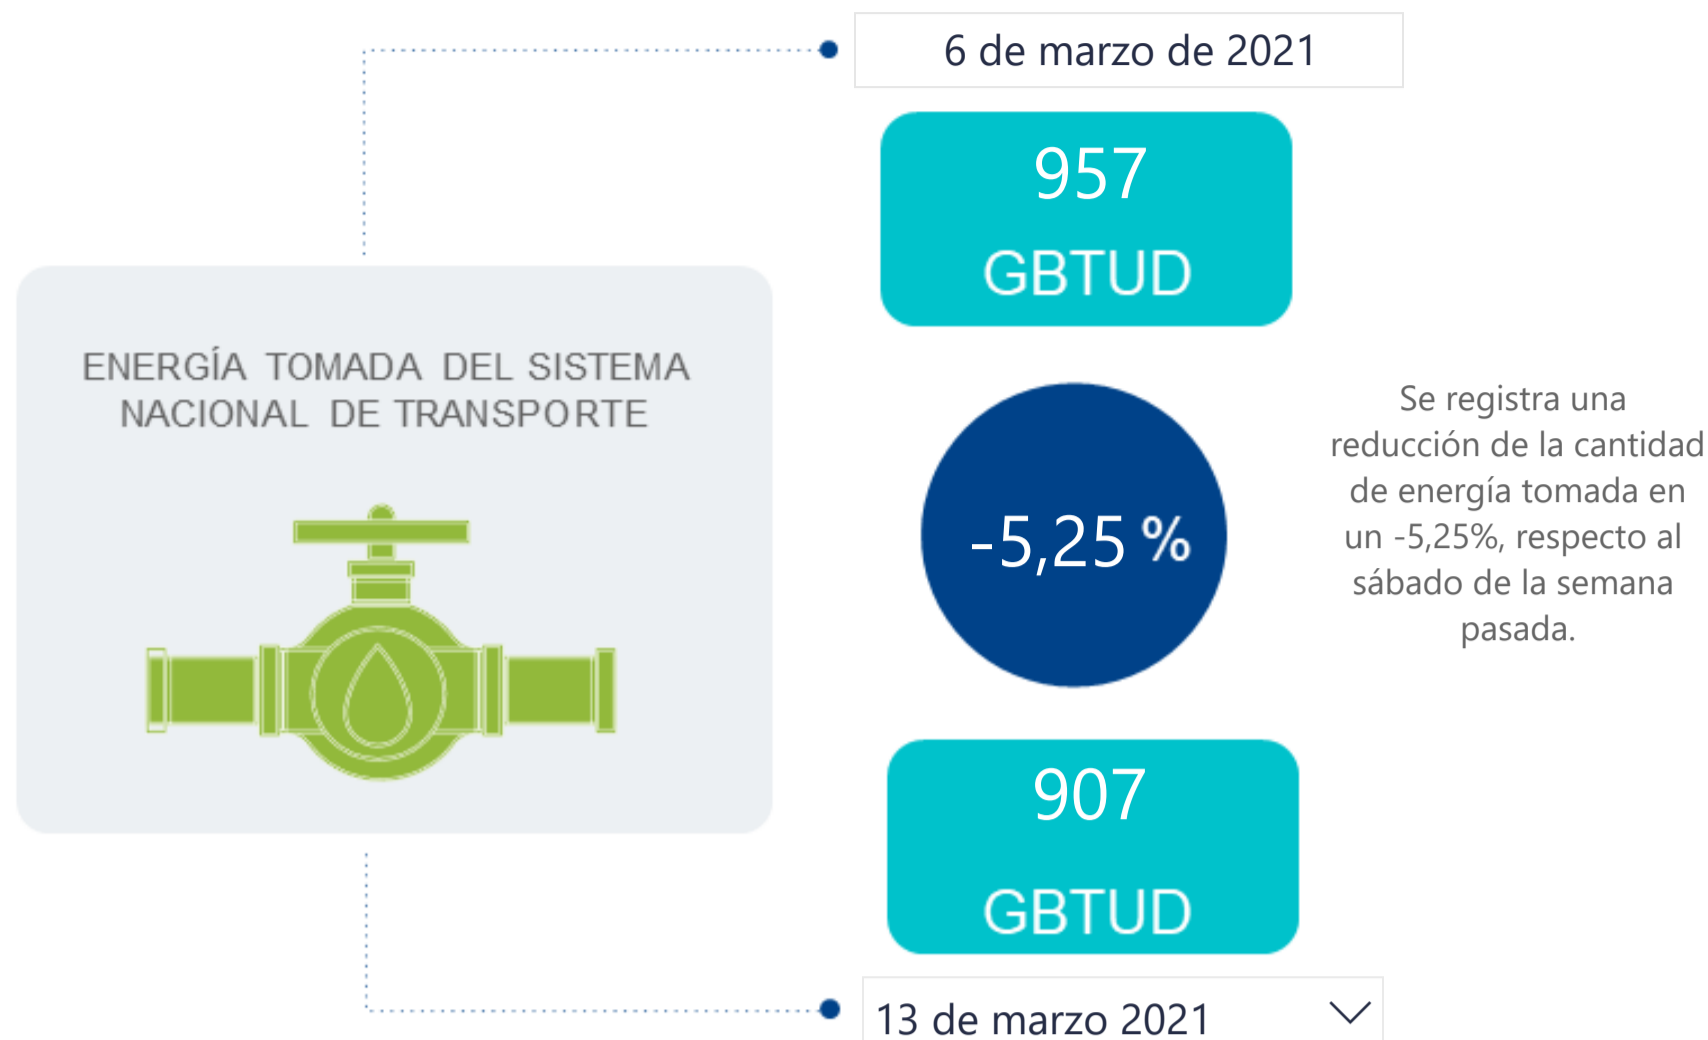 6 de marzo de 2021
957
GBTUD
ENERGÍA TOMADA DEL SISTEMA
NACIONAL DE TRANSPORTE
-5,25 %
Se registra una
reducción de la cantidad
de energía tomada en
un -5,25%, respecto al
sábado de la semana
pasada.
907
GBTUD
13 de marzo 2021